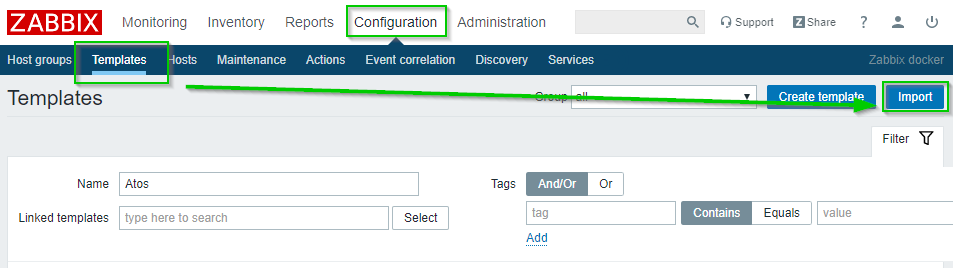 ZABBIX Monitoring Inventory Reports Configuration Administration Support Z Share ?
Host groups Templates Hosts Maintenance Actions Event correlation Discovery Services Zabbix docker
Templates Group all Create template Import
Filter
Name Atos Tags And/Or Or
Linked templates type here to search Select tag Contains Equals value
Add